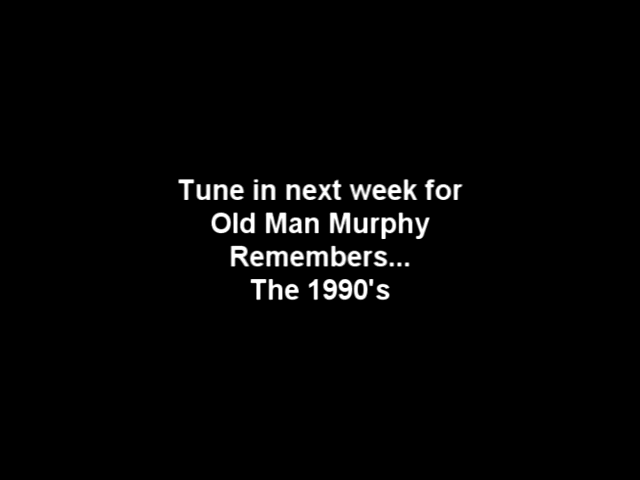 Tune in next week for
Old Man Murphy
Remembers...
The 1990's